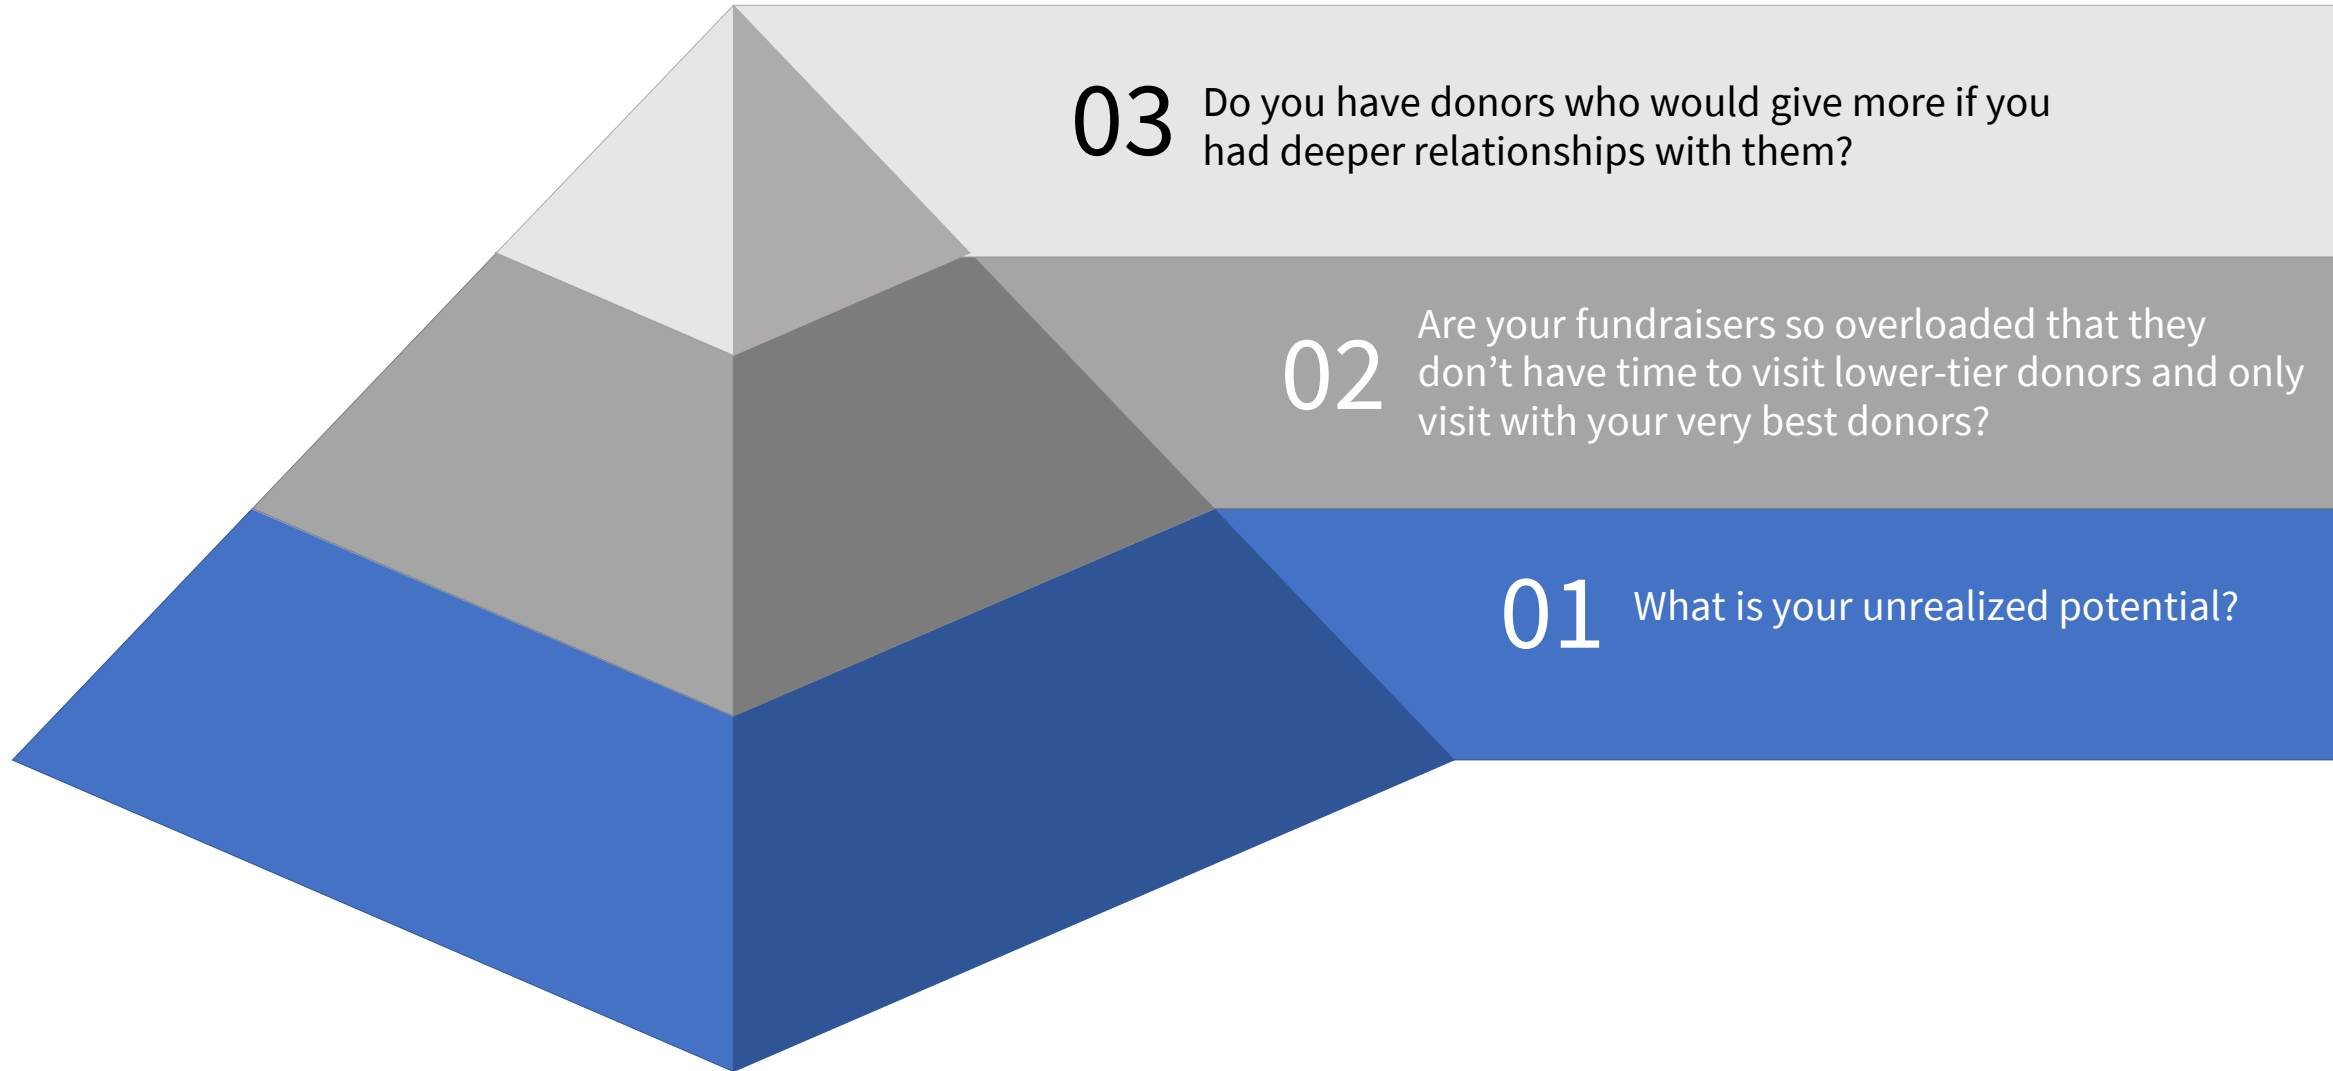 03
Do you have donors who would give more if you
had deeper relationships with them?
02
Are your fundraisers so overloaded that they
don’t have time to visit lower-tier donors and only
visit with your very best donors?
01
What is your unrealized potential?